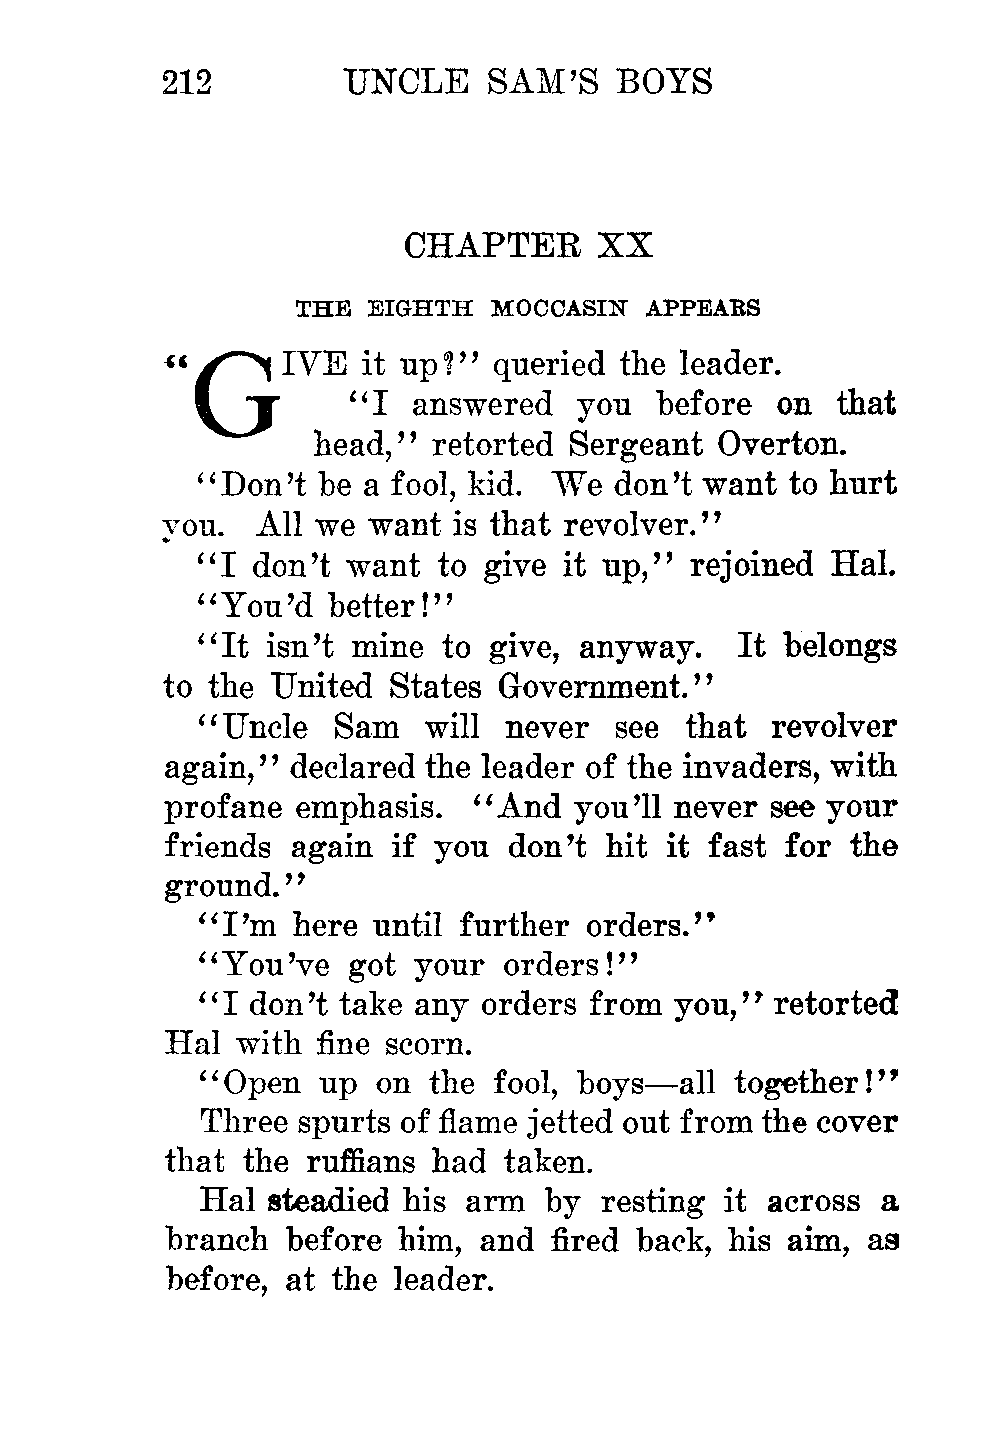 212 UNCLE SAM'S BOYS
CHAPTER XX
THE EIGHTH MOCCASIN APPEARS
"GIVE it up?" queried the leader.
"I answered you before on that
head," retorted Sergeant Overton.
"Don't be a fool, kid. We don't want to hurt
you. All we want is that revolver."
"I don't want to give it up," rejoined Hal.
"You'd better!"
"It isn't mine to give, anyway. It belongs
to the United States Government."
"Uncle Sam will never see that revolver
again," declared the leader of the invaders, with
profane emphasis. "And you'll never see your
friends again if you don't hit it fast for the
ground."
"I'm here until further orders."
"You've got your orders!"
"I don't take any orders from you," retorted
Hal with fine scorn.
"Open up on the fool, boys—all together!"
Three spurts of flame jetted out from the cover
that the ruffians had taken.
Hal steadied his arm by resting it across a
branch before him, and fired back, his aim, as
before, at the leader.